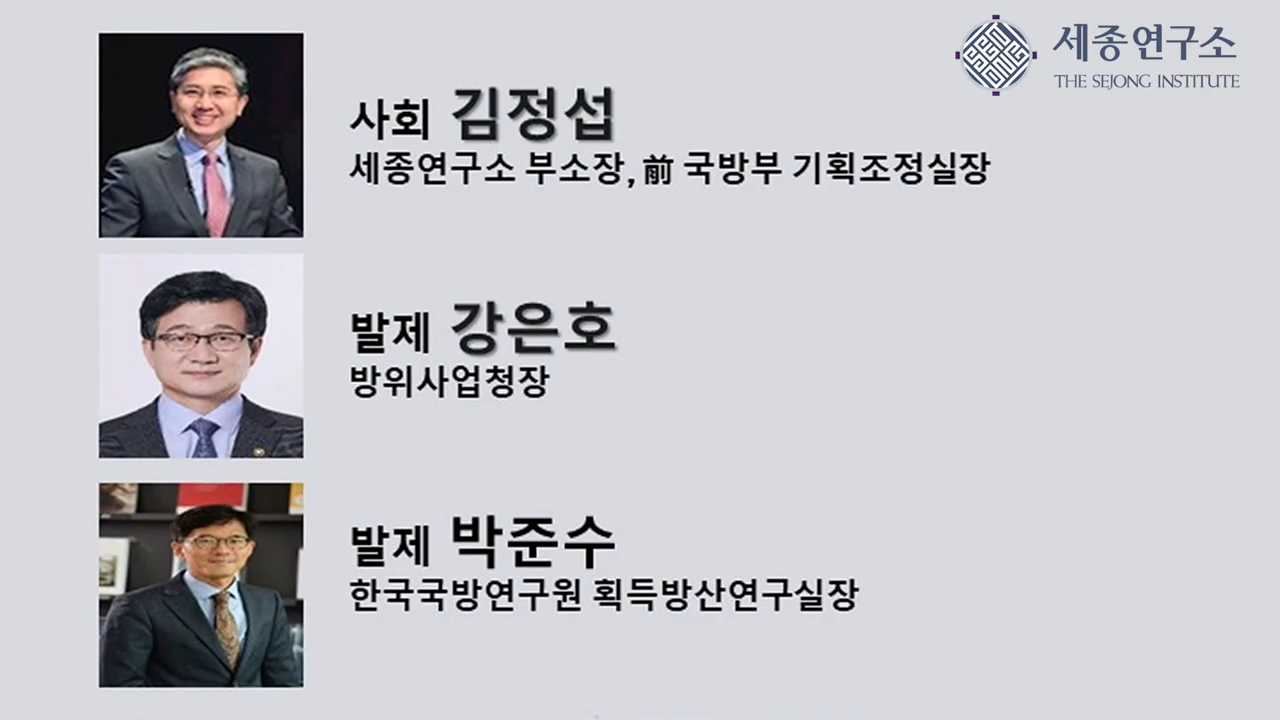 세종연구소
THE SEJONG INSTITUTE
사회 김정섭
세종연구소 부소장, 前 국방부 기획조정실장
발제 강은호
방위사업청장
발제 박준수
한국국방연구원 획득방산연구실장